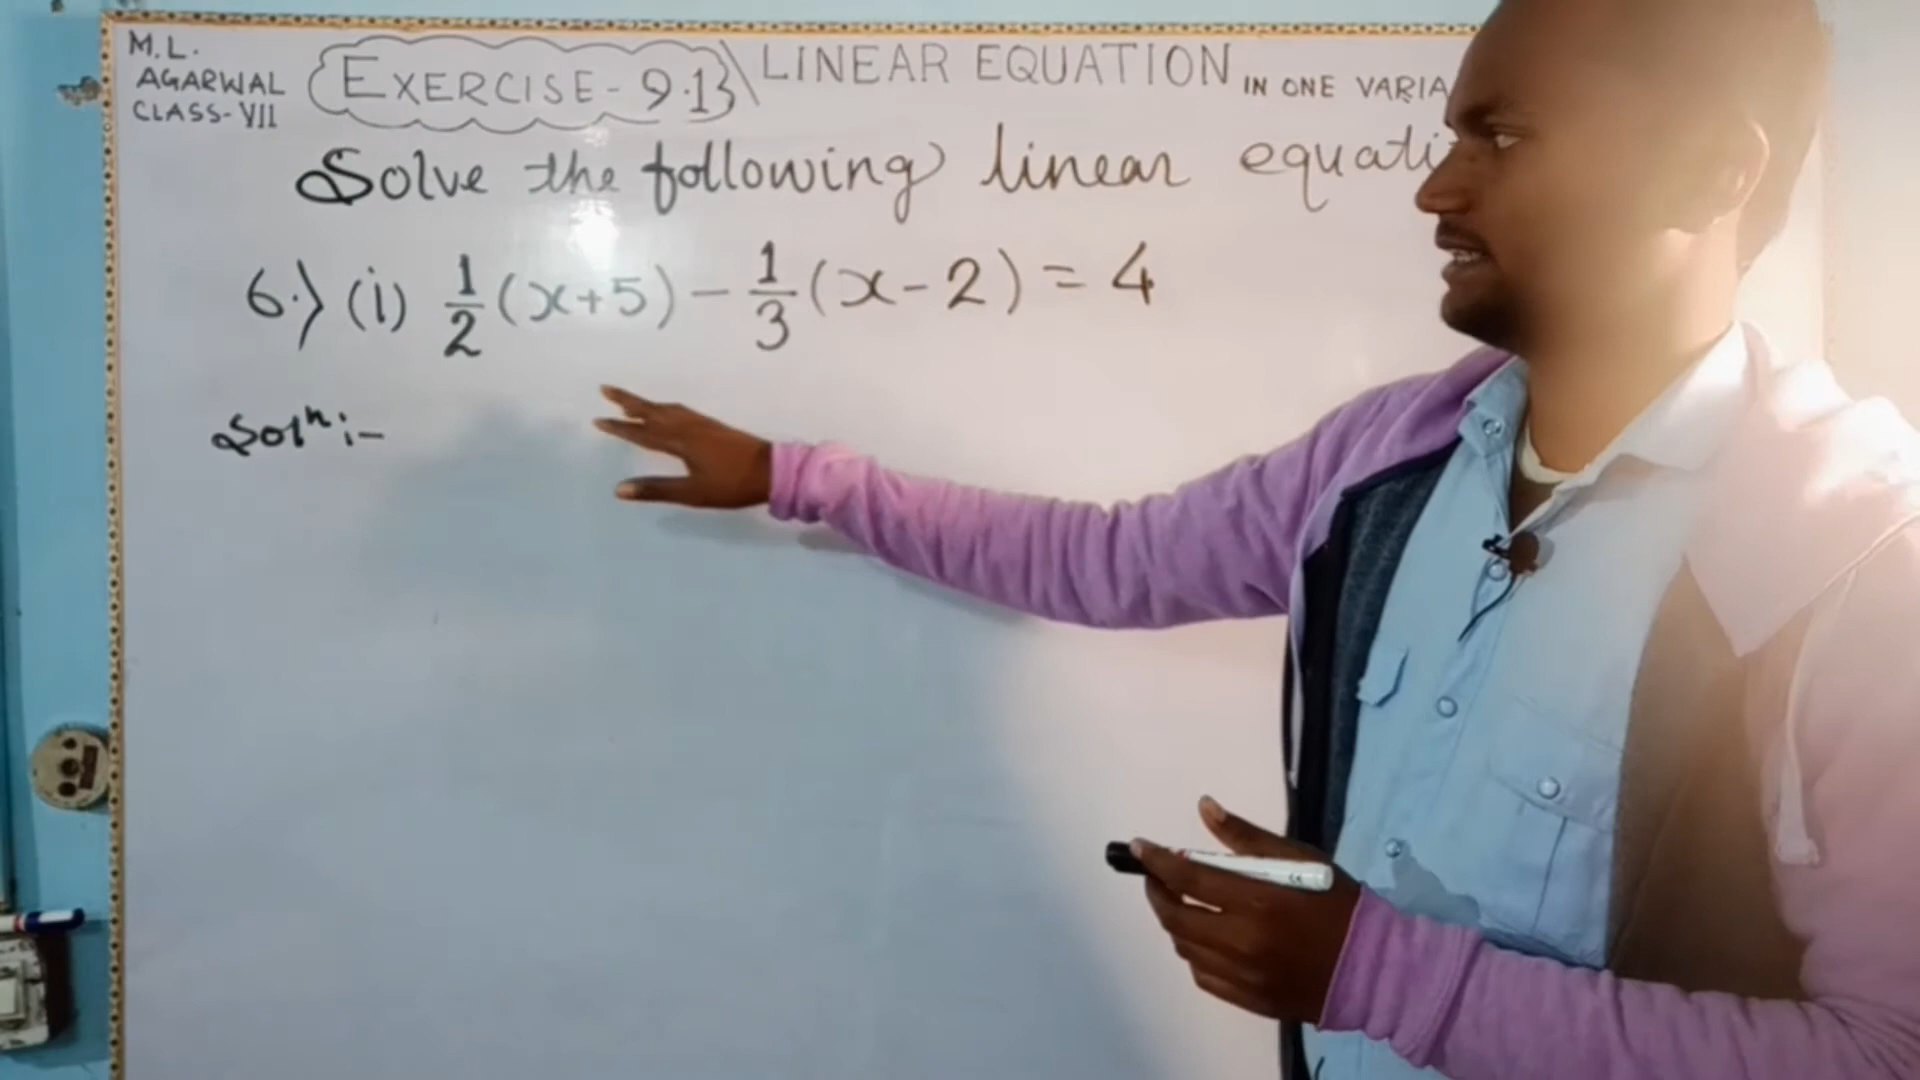 M.L.
AGARWAL
CLASS-VII
EXERCISE-9.1
LINEAR EQUATION IN ONE VARIA
Solve the following linear equati
6.) (i) 1/2 (x+5) - 1/3 (x-2) = 4
Solⁿ:-